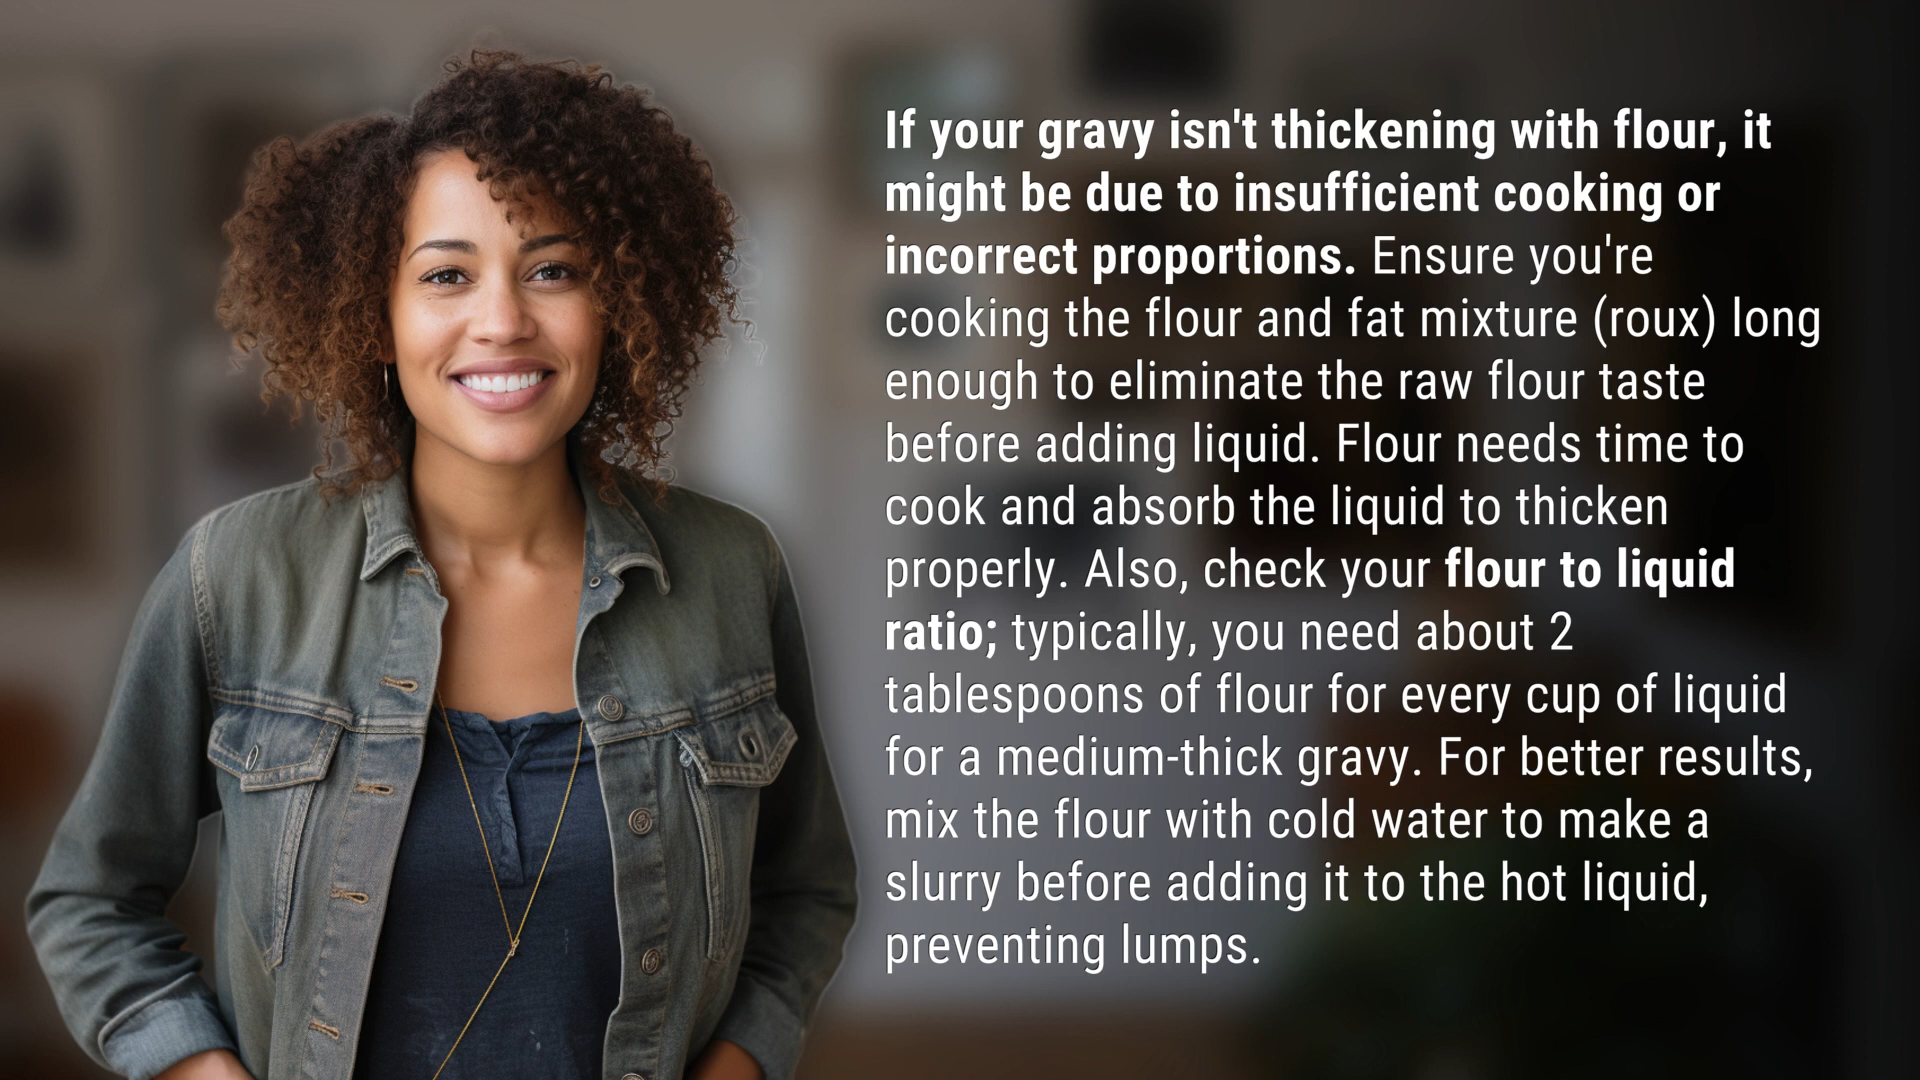 If your gravy isn't thickening with flour, it
might be due to insufficient cooking or
incorrect proportions. Ensure you're
cooking the flour and fat mixture (roux) long
enough to eliminate the raw flour taste
before adding liquid. Flour needs time to
cook and absorb the liquid to thicken
properly. Also, check your flour to liquid
ratio; typically, you need about 2
tablespoons of flour for every cup of liquid
for a medium-thick gravy. For better results,
mix the flour with cold water to make a
slurry before adding it to the hot liquid,
preventing lumps.